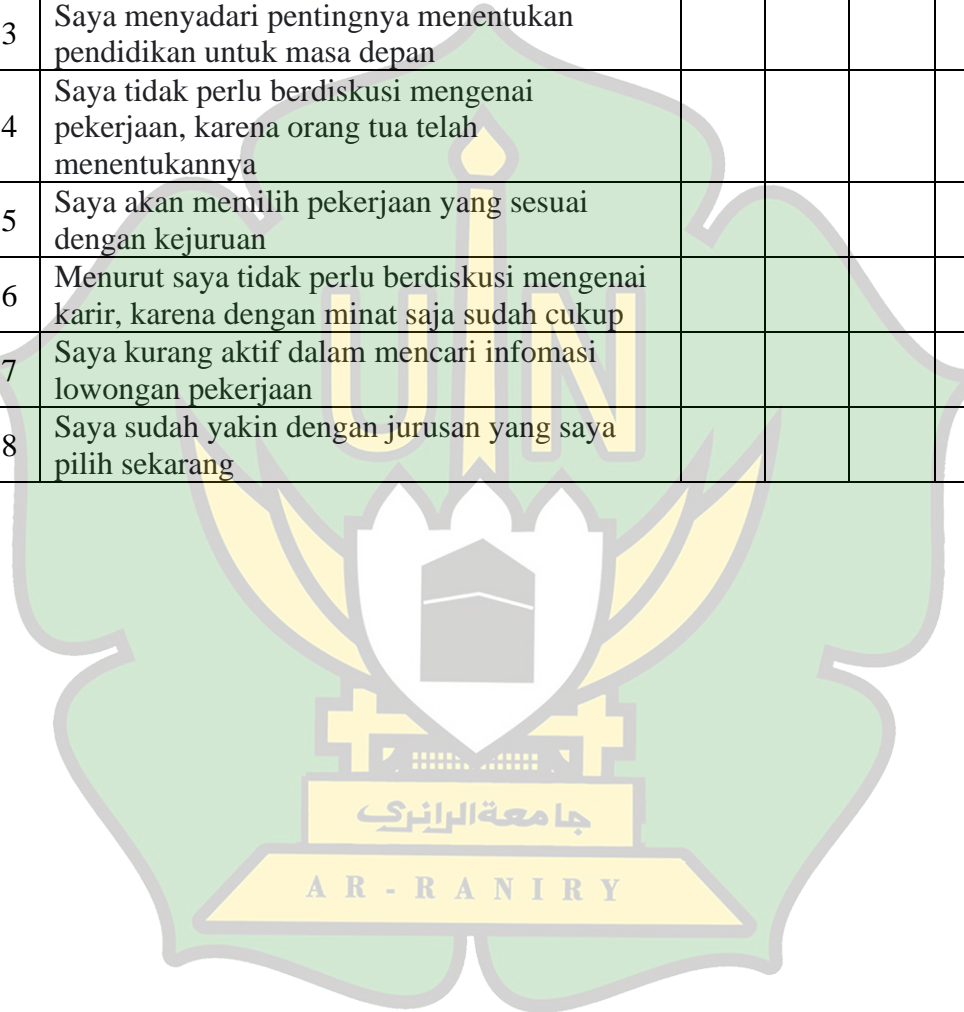 3
Saya menyadari pentingnya menentukan
pendidikan untuk masa depan
4
Saya tidak perlu berdiskusi mengenai
pekerjaan, karena orang tua telah
menentukannya
5
Saya akan memilih pekerjaan yang sesuai
dengan kejuruan
6
Menurut saya tidak perlu berdiskusi mengenai
karir, karena dengan minat saja sudah cukup
7
Saya kurang aktif dalam mencari infomasi
lowongan pekerjaan
8
Saya sudah yakin dengan jurusan yang saya
pilih sekarang
UIN
جامعةالرانري
AR-RANIRY